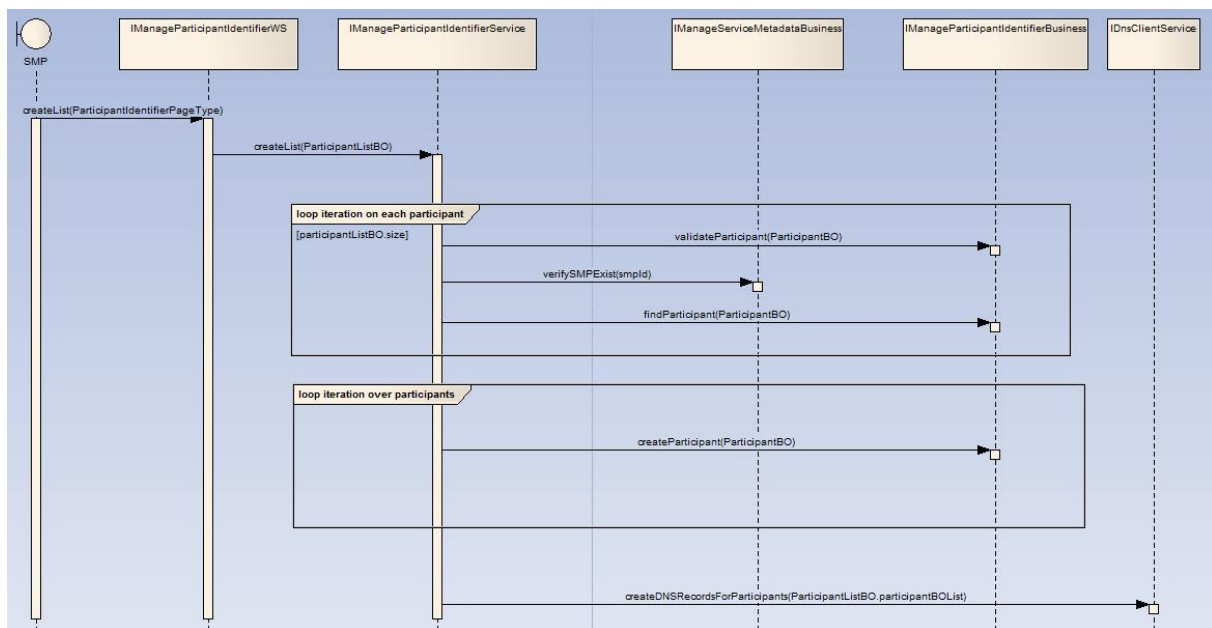 IManageParticipantIdentifierWS
IManageParticipantIdentifierService
IManageServiceMetadataBusiness
IManageParticipantIdentifierBusiness
IDnsClientService
SMP
createList(ParticipantIdentifierPageType)
createList(ParticipantListBO)
loop iteration on each participant
[participantListBO.size]
validateParticipant(ParticipantBO)
verifySMPExist(smpId)
findParticipant(ParticipantBO)
loop iteration over participants
createParticipant(ParticipantBO)
createDNSRecordsForParticipants(ParticipantListBO.participantBOList)